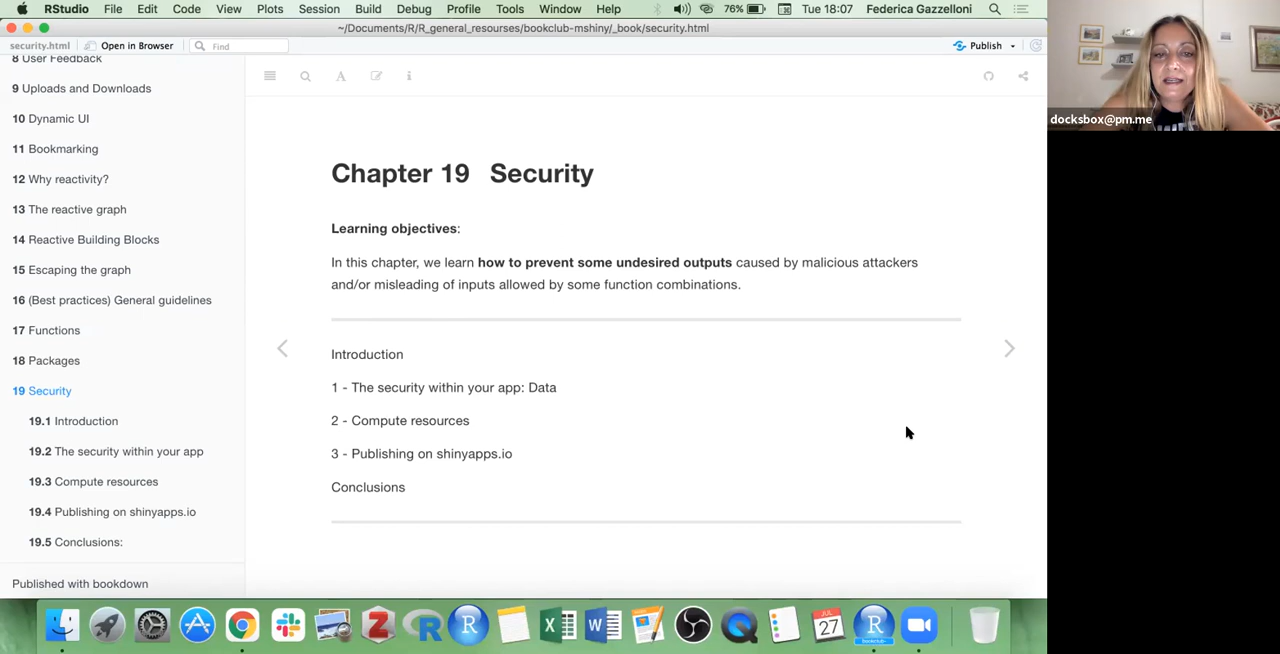 RStudio File Edit Code View Plots Session Build Debug Profile Tools Window Help 76% Tue 18:07 Federica Gazzelloni
~/Documents/R/R_general_resourses/bookclub-mshiny/_book/security.html
security.html Open in Browser Find Publish
8 User Feedback
9 Uploads and Downloads
10 Dynamic UI
11 Bookmarking
12 Why reactivity?
13 The reactive graph
14 Reactive Building Blocks
15 Escaping the graph
16 (Best practices) General guidelines
17 Functions
18 Packages
19 Security
19.1 Introduction
19.2 The security within your app
19.3 Compute resources
19.4 Publishing on shinyapps.io
19.5 Conclusions:
Published with bookdown
Chapter 19 Security
Learning objectives:
In this chapter, we learn how to prevent some undesired outputs caused by malicious attackers
and/or misleading of inputs allowed by some function combinations.
Introduction
1 - The security within your app: Data
2 - Compute resources
3 - Publishing on shinyapps.io
Conclusions
docksbox@pm.me
JUL
27